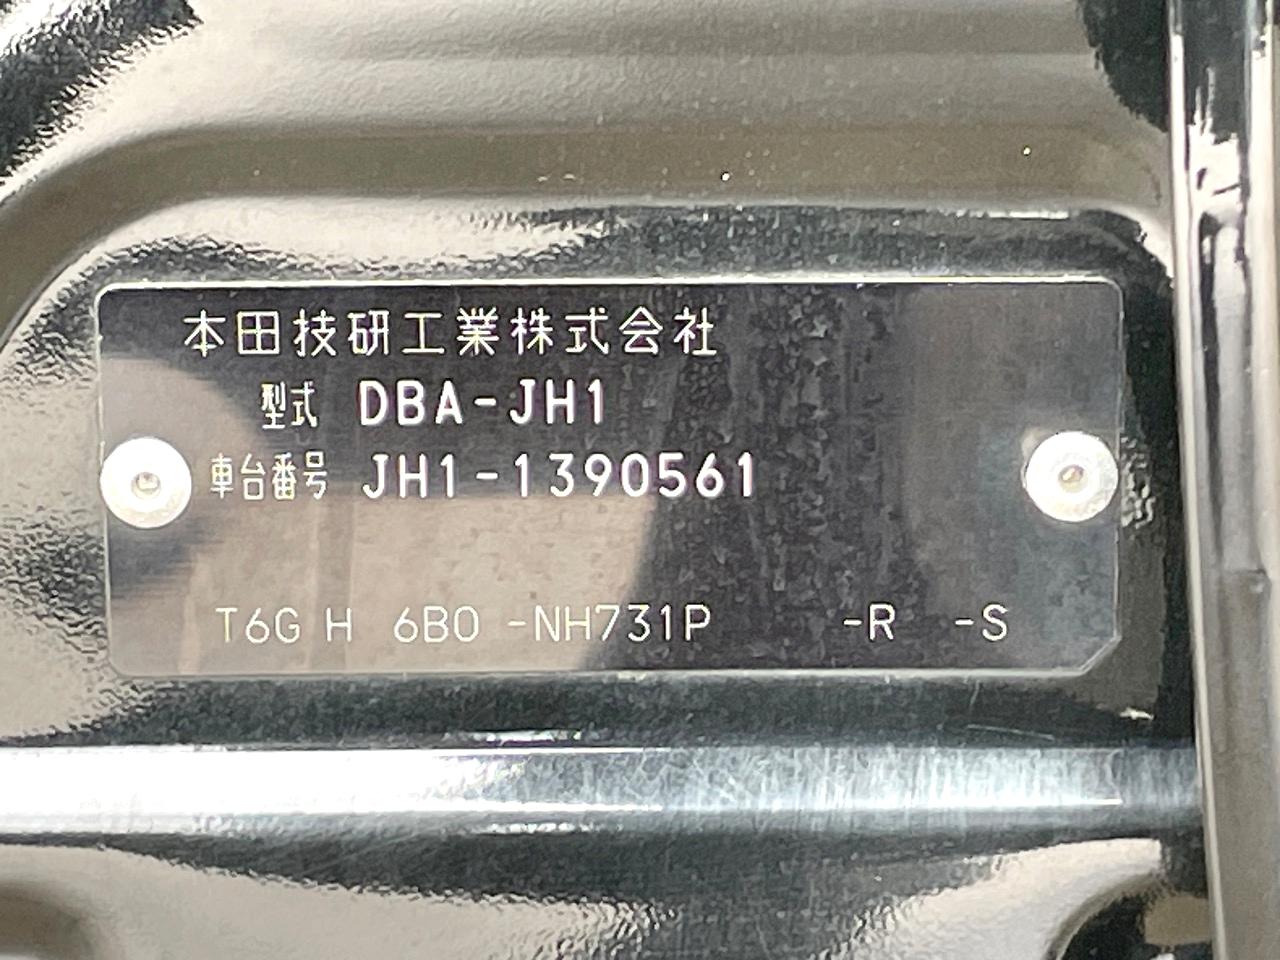 本田技研工業株式会社
型式 DBA-JH1
車台番号 JH1-1390561
T6G H 6B0 -NH731P -R -S